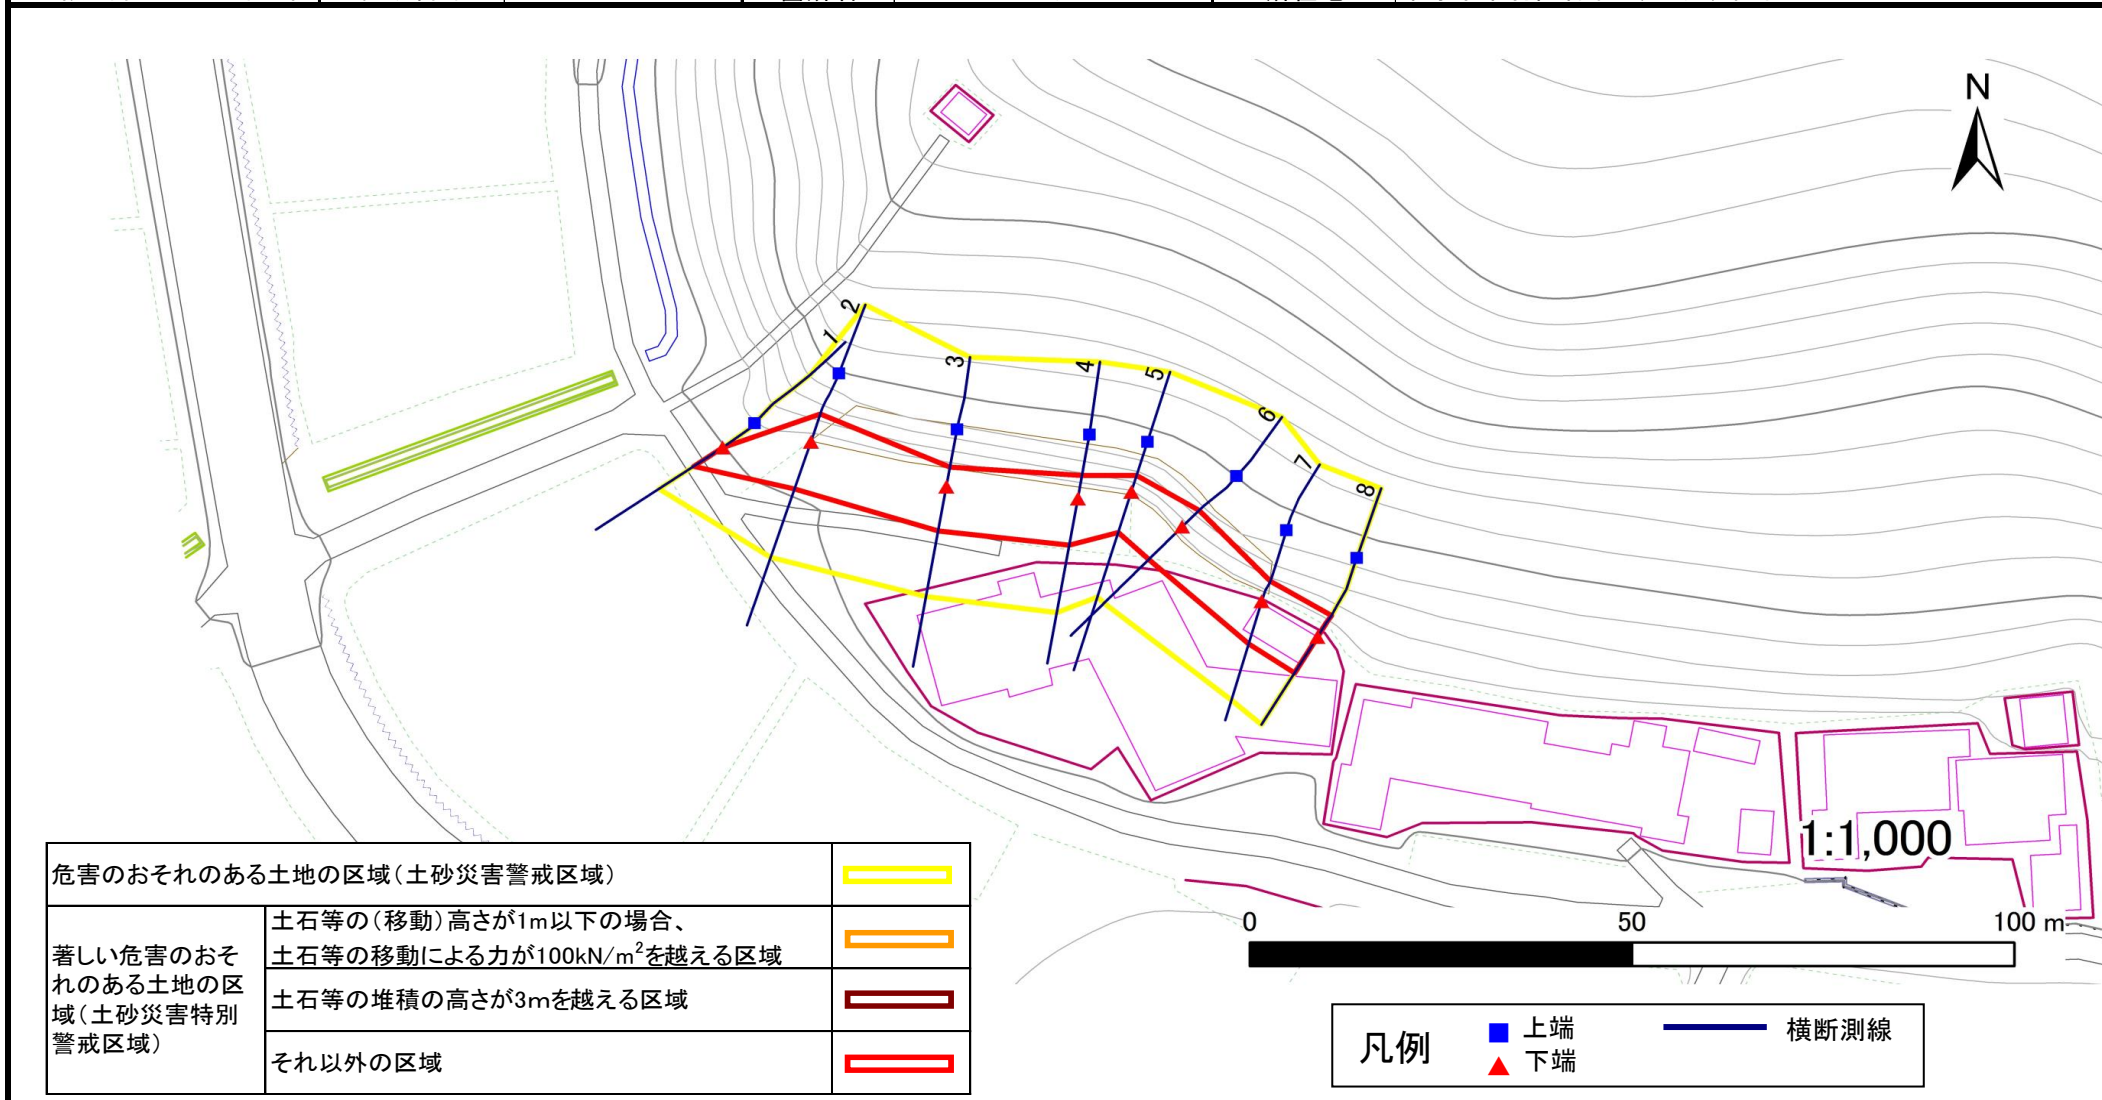 N
1
2
3
4
5
6
7
8
1:1,000
0 50 100 m
危害のおそれのある土地の区域(土砂災害警戒区域)
著しい危害のおそ
れのある土地の区
域(土砂災害特別
警戒区域)
土石等の(移動)高さが1m以下の場合、
土石等の移動による力が100kN/m²を越える区域
土石等の堆積の高さが3mを越える区域
それ以外の区域
凡例
上端
下端
横断測線